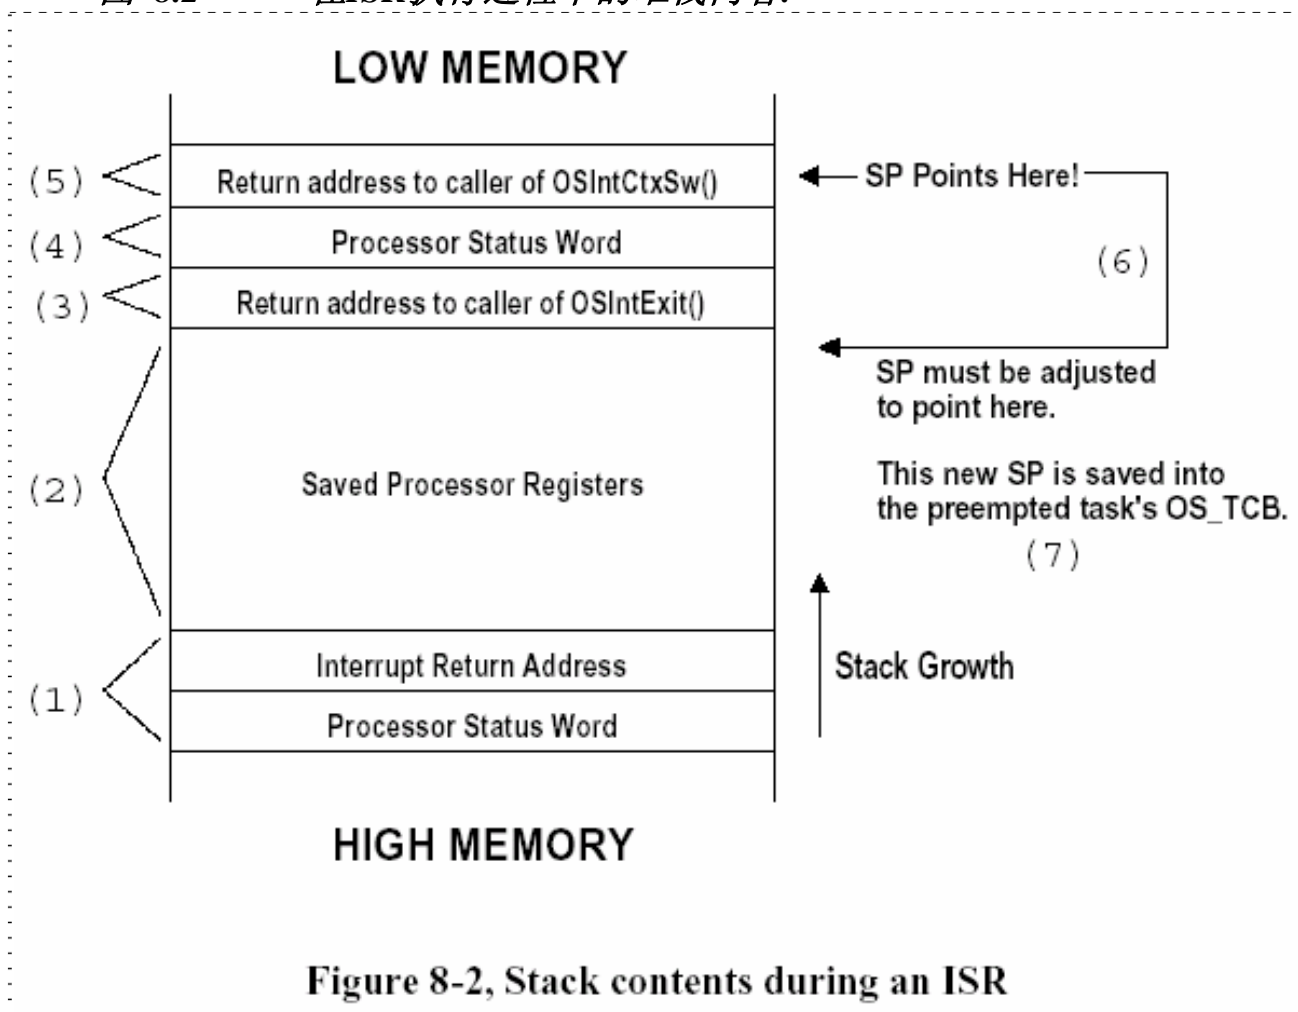 LOW MEMORY
(5)
Return address to caller of OSIntCtxSw()
SP Points Here!
(4)
Processor Status Word
(6)
(3)
Return address to caller of OSIntExit()
SP must be adjusted
to point here.
(2)
Saved Processor Registers
This new SP is saved into
the preempted task's OS_TCB.
(7)
(1)
Interrupt Return Address
Stack Growth
Processor Status Word
HIGH MEMORY
Figure 8-2, Stack contents during an ISR